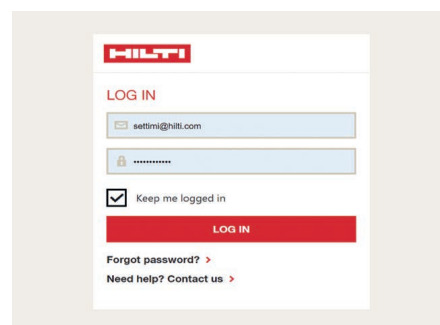 HILTI
LOG IN
settimi@hilti.com
••••••••••••
Keep me logged in
LOG IN
Forgot password? >
Need help? Contact us >